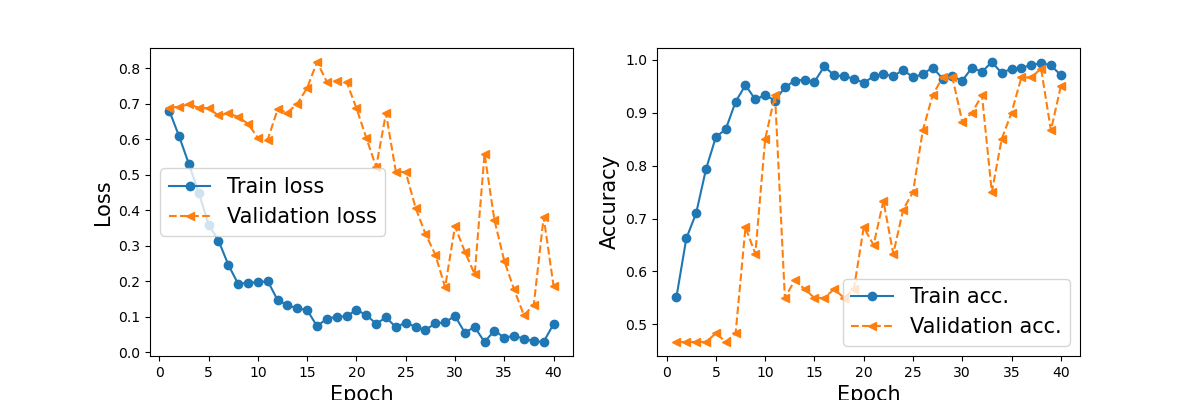 0.8
0.7
0.6
0.5
0.4
0.3
0.2
0.1
0.0
Loss
Train loss
Validation loss
0 5 10 15 20 25 30 35 40
Epoch
1.0
0.9
0.8
0.7
0.6
0.5
Accuracy
Train acc.
Validation acc.
0 5 10 15 20 25 30 35 40
Epoch